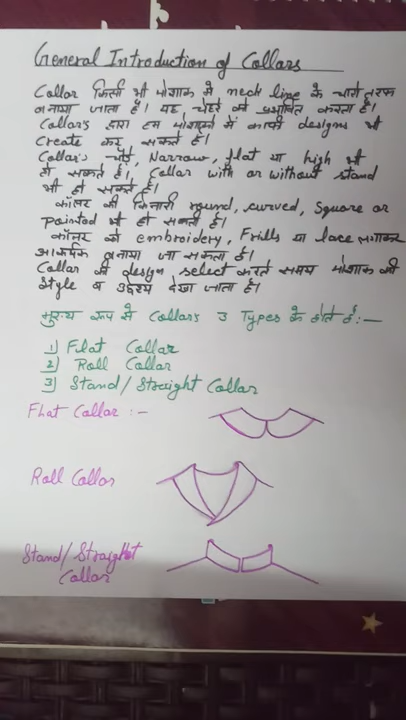 General Introduction of Collars
Collar किसी भी पोशाक में neck line के चारो तरफ
बनाया जाता है। यह चेहरे को प्रभावित करता है।
Collars द्वारा हम पोशाको में काफी designs भी
Create कर सकते हैं।
Collars चौड़े, Narrow, flat या high भी
हो सकते हैं। Collar with or without stand
भी हो सकते हैं।
कॉलर की किनारी round, curved, Square or
pointed भी हो सकती है।
कॉलर को embroidery, Frills या lace लगाकर
आकर्षक बनाया जा सकता है।
Collar का design select करते समय पोशाक की
Style व उद्देश्य देखा जाता है।
मुख्य रूप से Collars 3 Types के होते हैं:—
1) Flat Collar
2) Roll Collar
3) Stand/Straight Collar
Flat Collar :-
Roll Collar
Stand/Straight
Collar